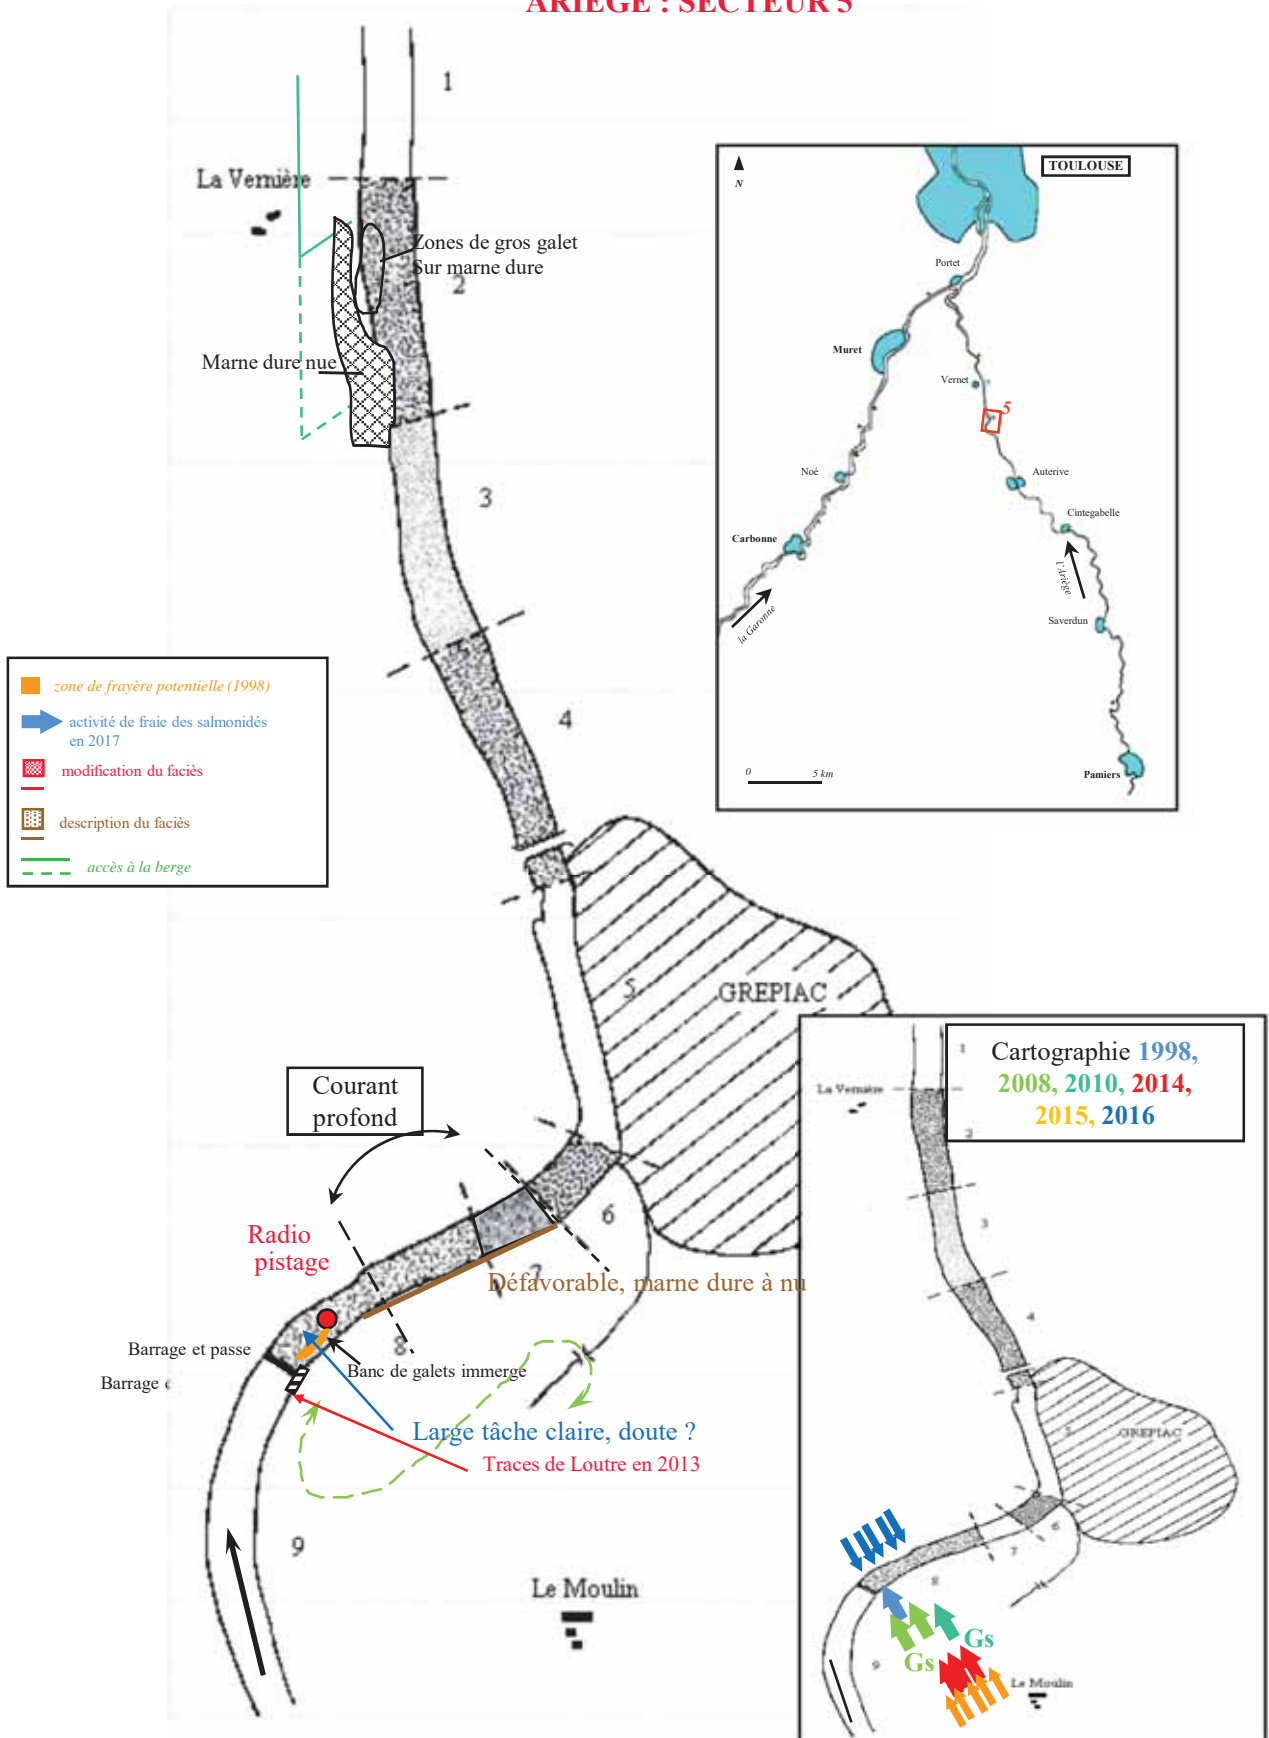 ARIEGE : SECTEUR 5
1
La Vernière
Zones de gros galet
Sur marne dure
2
Marne dure nue
3
4
5
GREPIAC
TOULOUSE
N
Portet
Muret
Vernet
5
Noé
Auterive
Cintegabelle
Carbonne
l'Ariège
la Garonne
Saverdun
0 5 km
Pamiers
zone de frayère potentielle (1998)
activité de fraie des salmonidés
en 2017
modification du faciès
description du faciès
accès à la berge
Courant
profond
6
Radio
pistage
7
Défavorable, marne dure à nu
Barrage et passe
8
Banc de galets immergé
Barrage
Large tâche claire, doute ?
Traces de Loutre en 2013
9
Le Moulin
Cartographie 1998,
2008, 2010, 2014,
2015, 2016
1
La Vernière
2
3
4
5
GREPIAC
6
7
8
Gs
Gs
9
Le Moulin